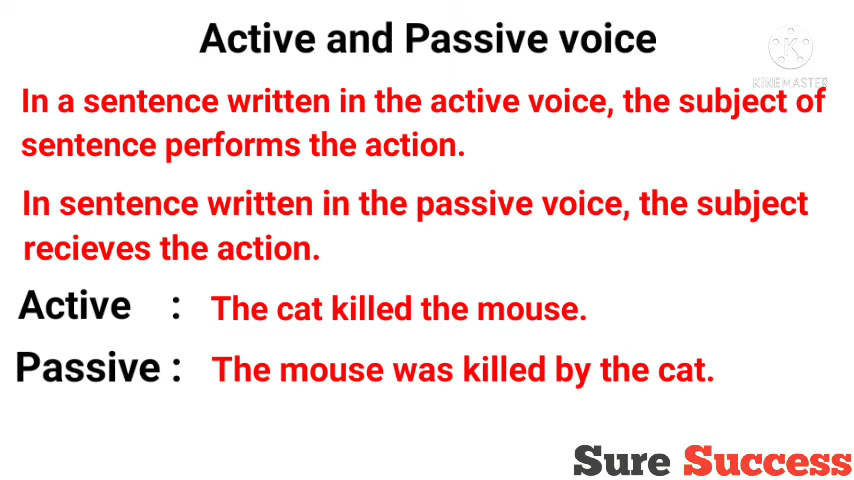 Active and Passive voice
KINEMASTER
In a sentence written in the active voice, the subject of
sentence performs the action.
In sentence written in the passive voice, the subject
recieves the action.
Active : The cat killed the mouse.
Passive : The mouse was killed by the cat.
Sure Success